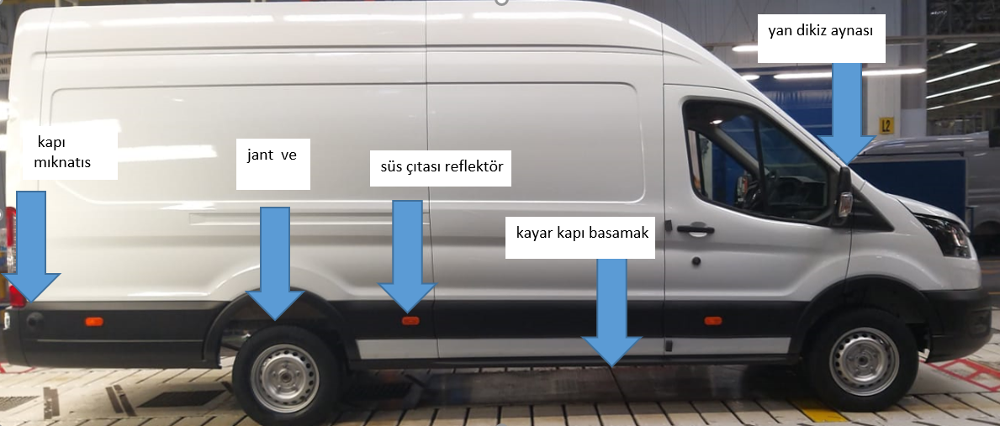 yan dikiz aynası
L2
kapı
mıknatıs
jant  ve
süs çıtası reflektör
kayar kapı basamak